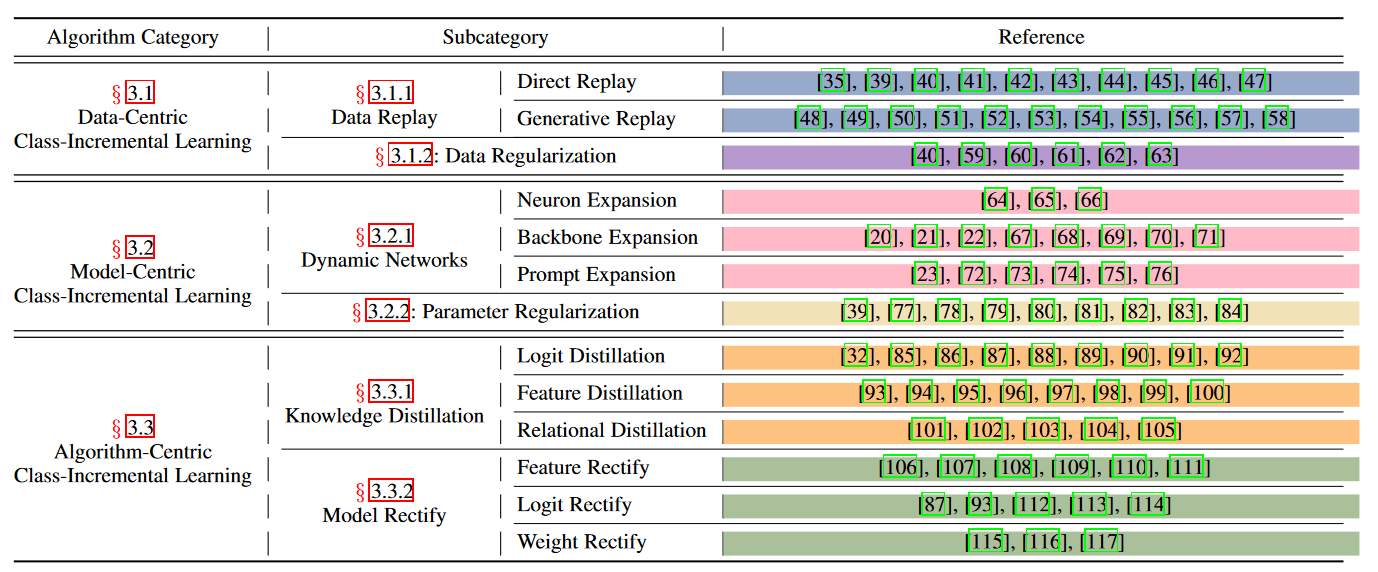 Algorithm Category Subcategory Reference
§ 3.1
Data-Centric
Class-Incremental Learning
§ 3.1.1
Data Replay
Direct Replay [35], [39], [40], [41], [42], [43], [44], [45], [46], [47]
Generative Replay [48], [49], [50], [51], [52], [53], [54], [55], [56], [57], [58]
§ 3.1.2: Data Regularization [40], [59], [60], [61], [62], [63]
§ 3.2
Model-Centric
Class-Incremental Learning
§ 3.2.1
Dynamic Networks
Neuron Expansion [64], [65], [66]
Backbone Expansion [20], [21], [22], [67], [68], [69], [70], [71]
Prompt Expansion [23], [72], [73], [74], [75], [76]
§ 3.2.2: Parameter Regularization [39], [77], [78], [79], [80], [81], [82], [83], [84]
§ 3.3
Algorithm-Centric
Class-Incremental Learning
§ 3.3.1
Knowledge Distillation
Logit Distillation [32], [85], [86], [87], [88], [89], [90], [91], [92]
Feature Distillation [93], [94], [95], [96], [97], [98], [99], [100]
Relational Distillation [101], [102], [103], [104], [105]
§ 3.3.2
Model Rectify
Feature Rectify [106], [107], [108], [109], [110], [111]
Logit Rectify [87], [93], [112], [113], [114]
Weight Rectify [115], [116], [117]